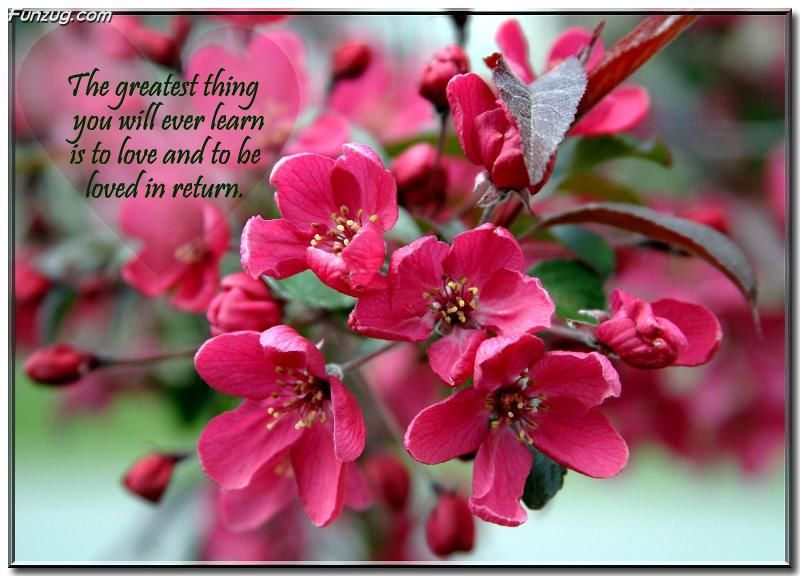 Funzug.com
The greatest thing
you will ever learn
is to love and to be
loved in return.